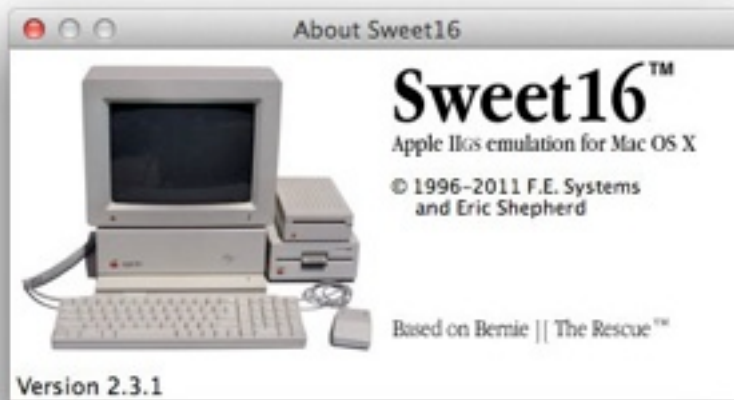 About Sweet16
Sweet16™
Apple IIGS emulation for Mac OS X
© 1996-2011 F.E. Systems
and Eric Shepherd
Based on Bernie || The Rescue™
Version 2.3.1